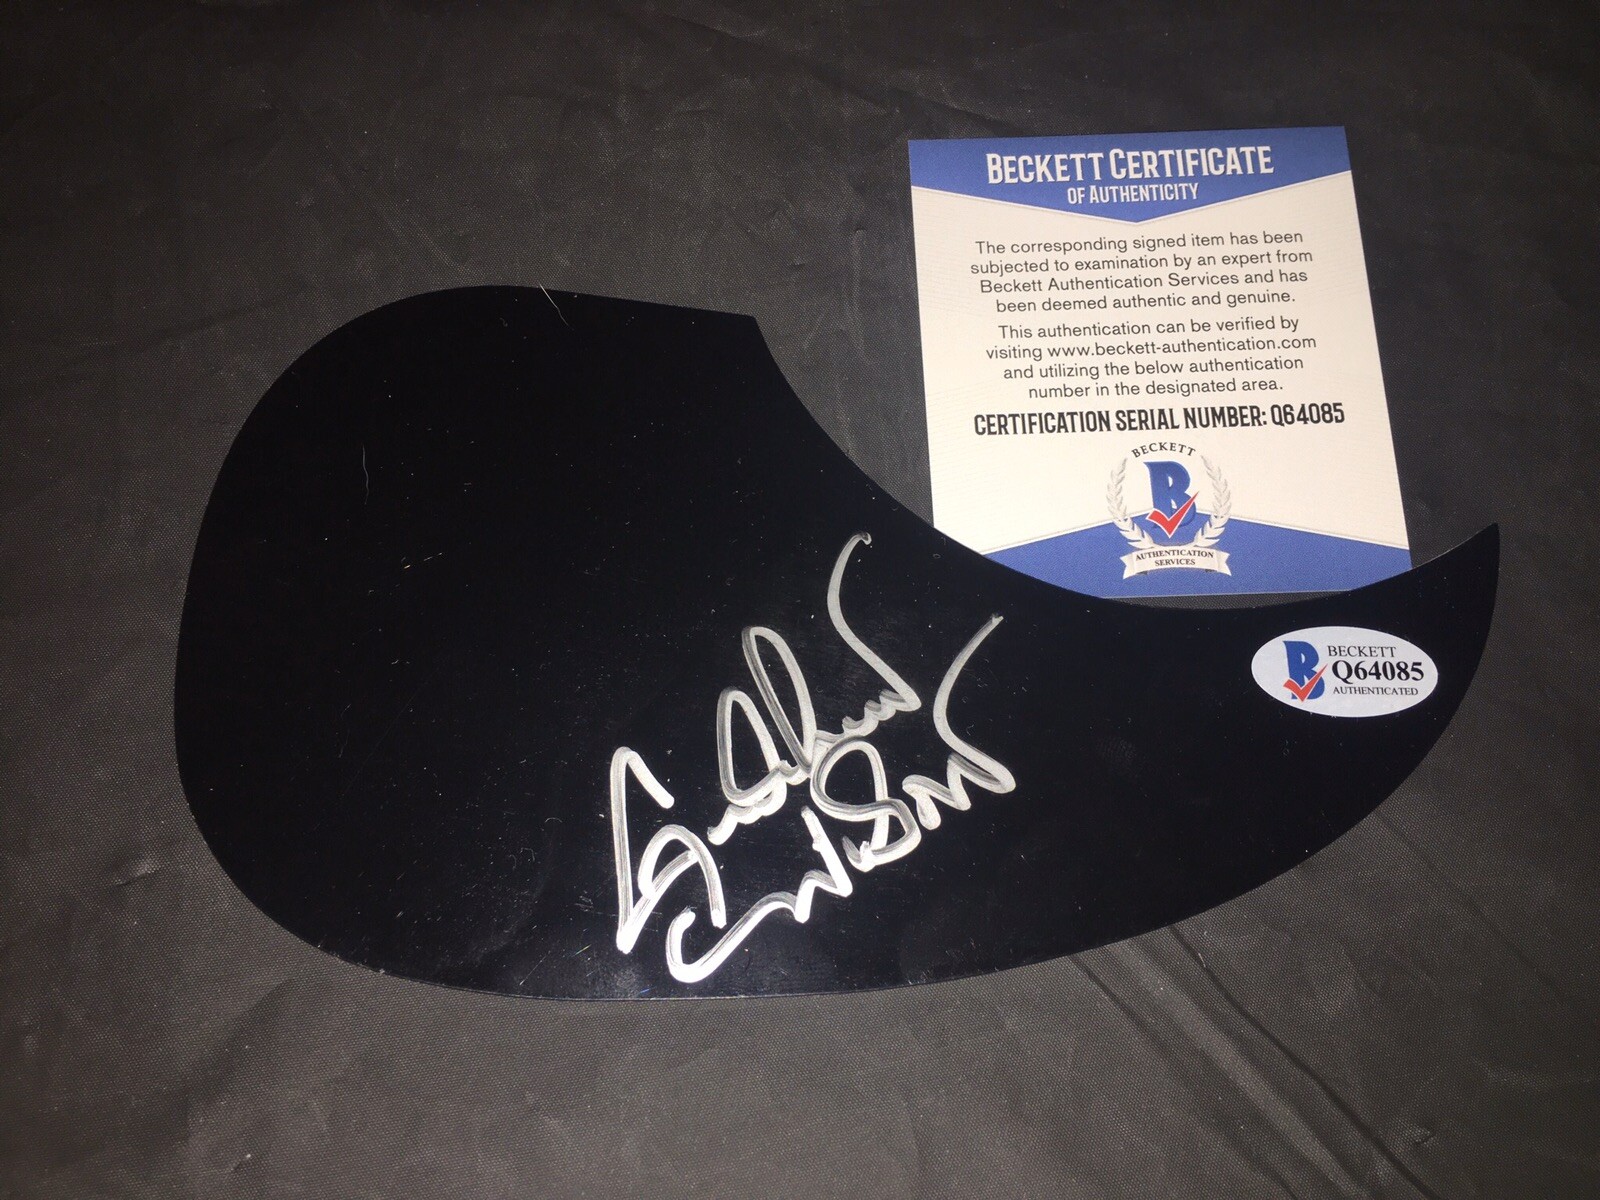 BECKETT CERTIFICATE
OF AUTHENTICITY
The corresponding signed item has been
subjected to examination by an expert from
Beckett Authentication Services and has
been deemed authentic and genuine.
This authentication can be verified by
visiting www.beckett-authentication.com
and utilizing the below authentication
number in the designated area.
CERTIFICATION SERIAL NUMBER: Q64085
BECKETT
B
AUTHENTICATION
SERVICES
B
BECKETT
Q64085
AUTHENTICATED
Wilson